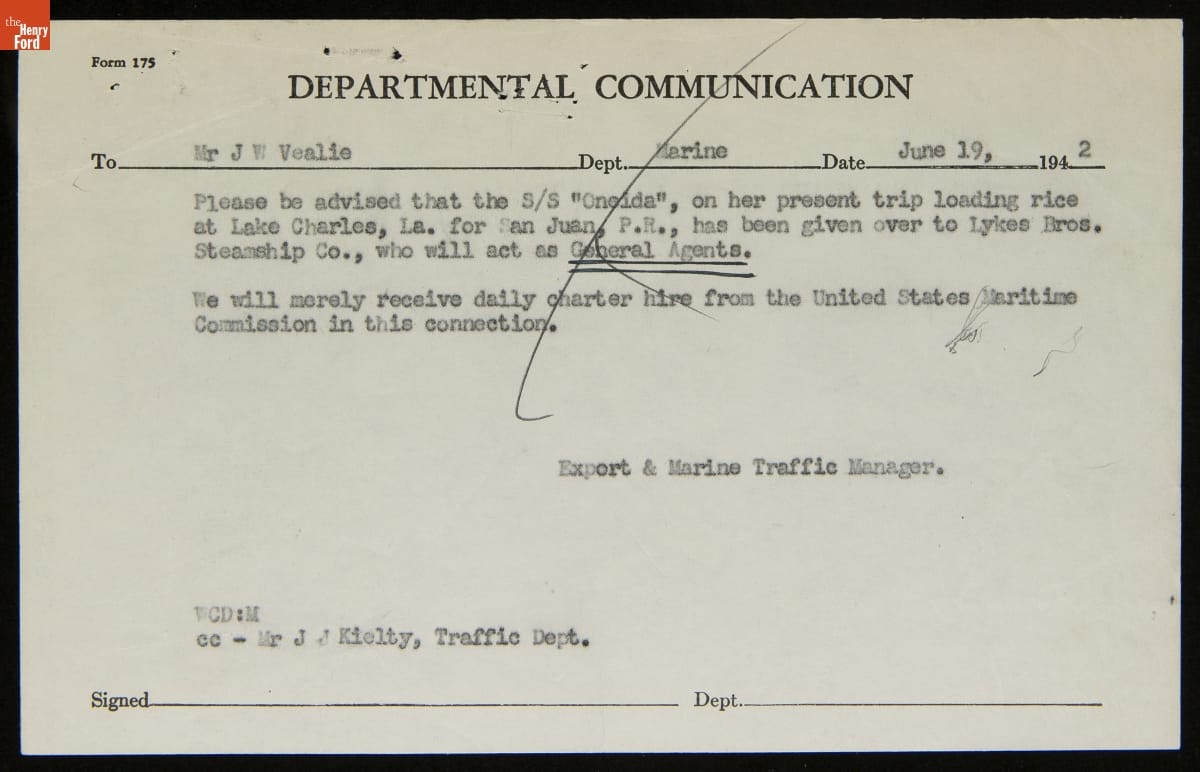 the
Henry
Ford
Form 175
DEPARTMENTAL COMMUNICATION
To Mr J W Vealie Dept. Marine Date June 19, 1942
Please be advised that the S/S "Oneida", on her present trip loading rice
at Lake Charles, La. for San Juan, P.R., has been given over to Lykes Bros.
Steamship Co., who will act as General Agents.
We will merely receive daily charter hire from the United States Maritime
Commission in this connection.
Export & Marine Traffic Manager.
WCD:M
cc - Mr J J Kielty, Traffic Dept.
Signed Dept.